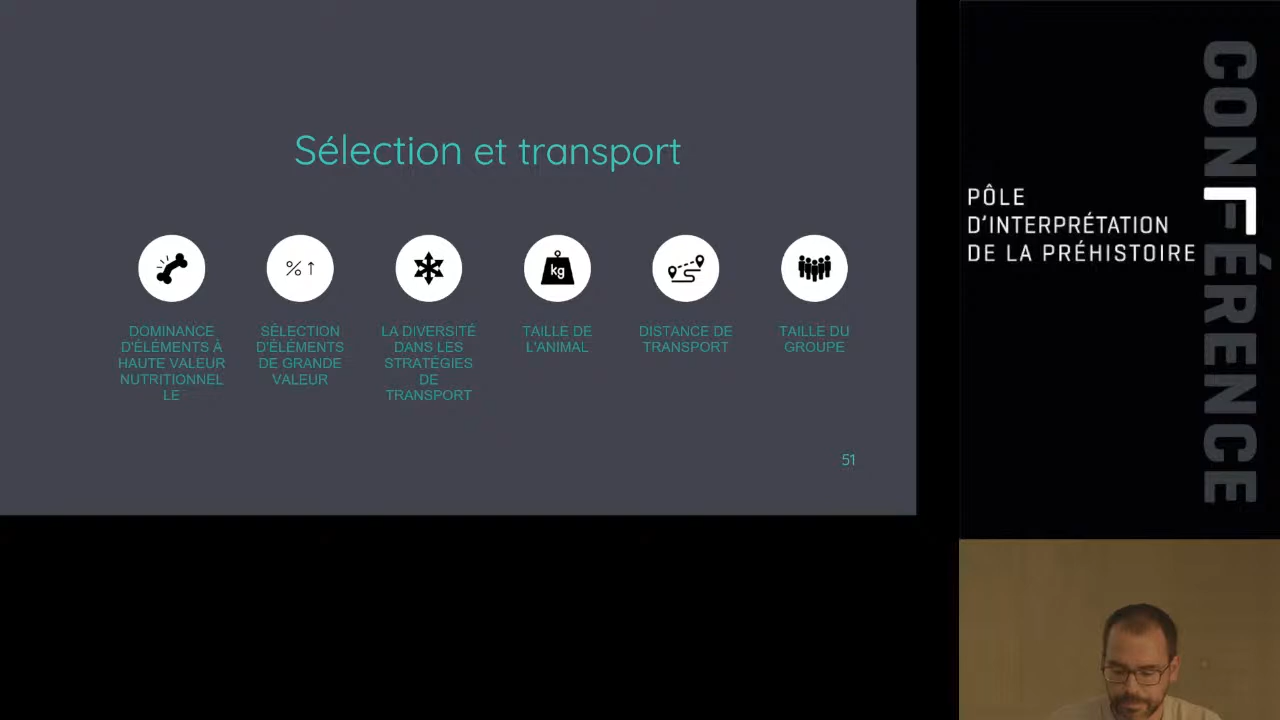 Sélection et transport
% ↑
kg
DOMINANCE
D'ÉLÉMENTS À
HAUTE VALEUR
NUTRITIONNEL
LE
SÉLECTION
D'ÉLÉMENTS
DE GRANDE
VALEUR
LA DIVERSITÉ
DANS LES
STRATÉGIES
DE
TRANSPORT
TAILLE DE
L'ANIMAL
DISTANCE DE
TRANSPORT
TAILLE DU
GROUPE
51
PÔLE
D'INTERPRÉTATION
DE LA PRÉHISTOIRE
CONFÉRENCE